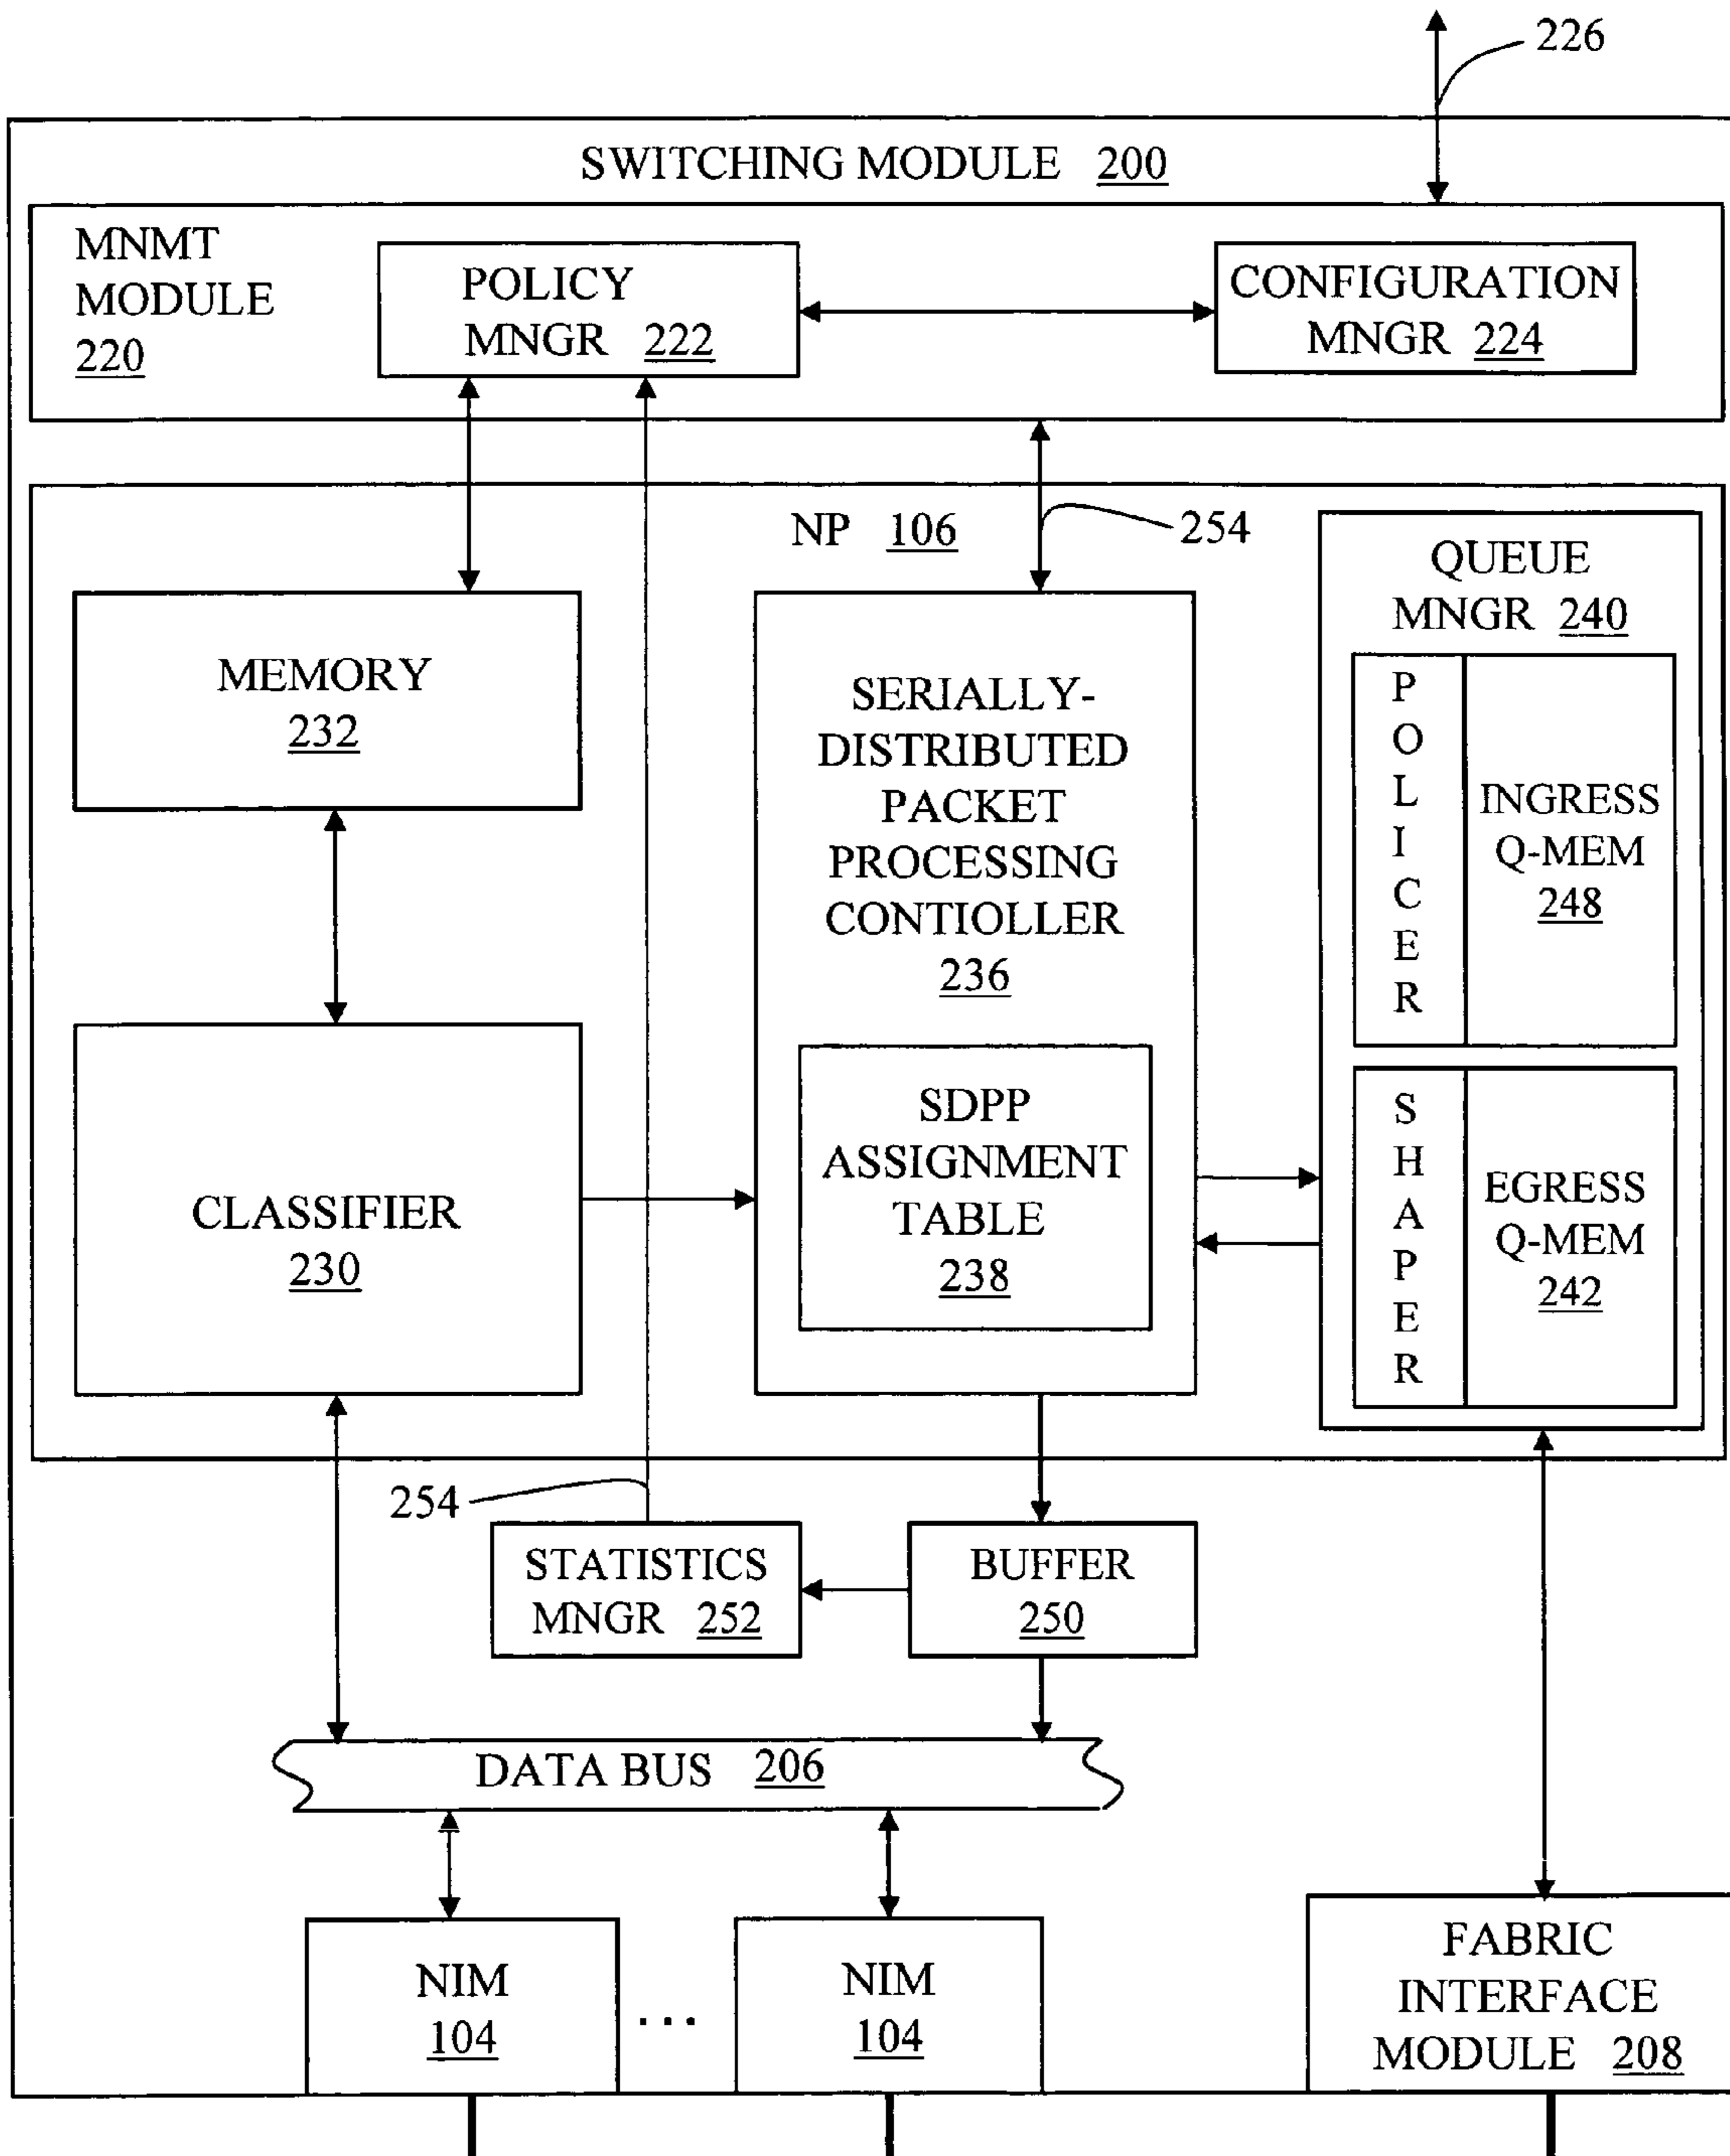 226
SWITCHING MODULE 200
MNMT
MODULE
220
POLICY
MNGR 222
CONFIGURATION
MNGR 224
NP 106
254
QUEUE
MNGR 240
MEMORY
232
SERIALLY-
DISTRIBUTED
PACKET
PROCESSING
CONTIOLLER
236
POLICER
INGRESS
Q-MEM
248
CLASSIFIER
230
SDPP
ASSIGNMENT
TABLE
238
SHAPER
EGRESS
Q-MEM
242
254
STATISTICS
MNGR 252
BUFFER
250
DATA BUS 206
NIM
104
...
NIM
104
FABRIC
INTERFACE
MODULE 208